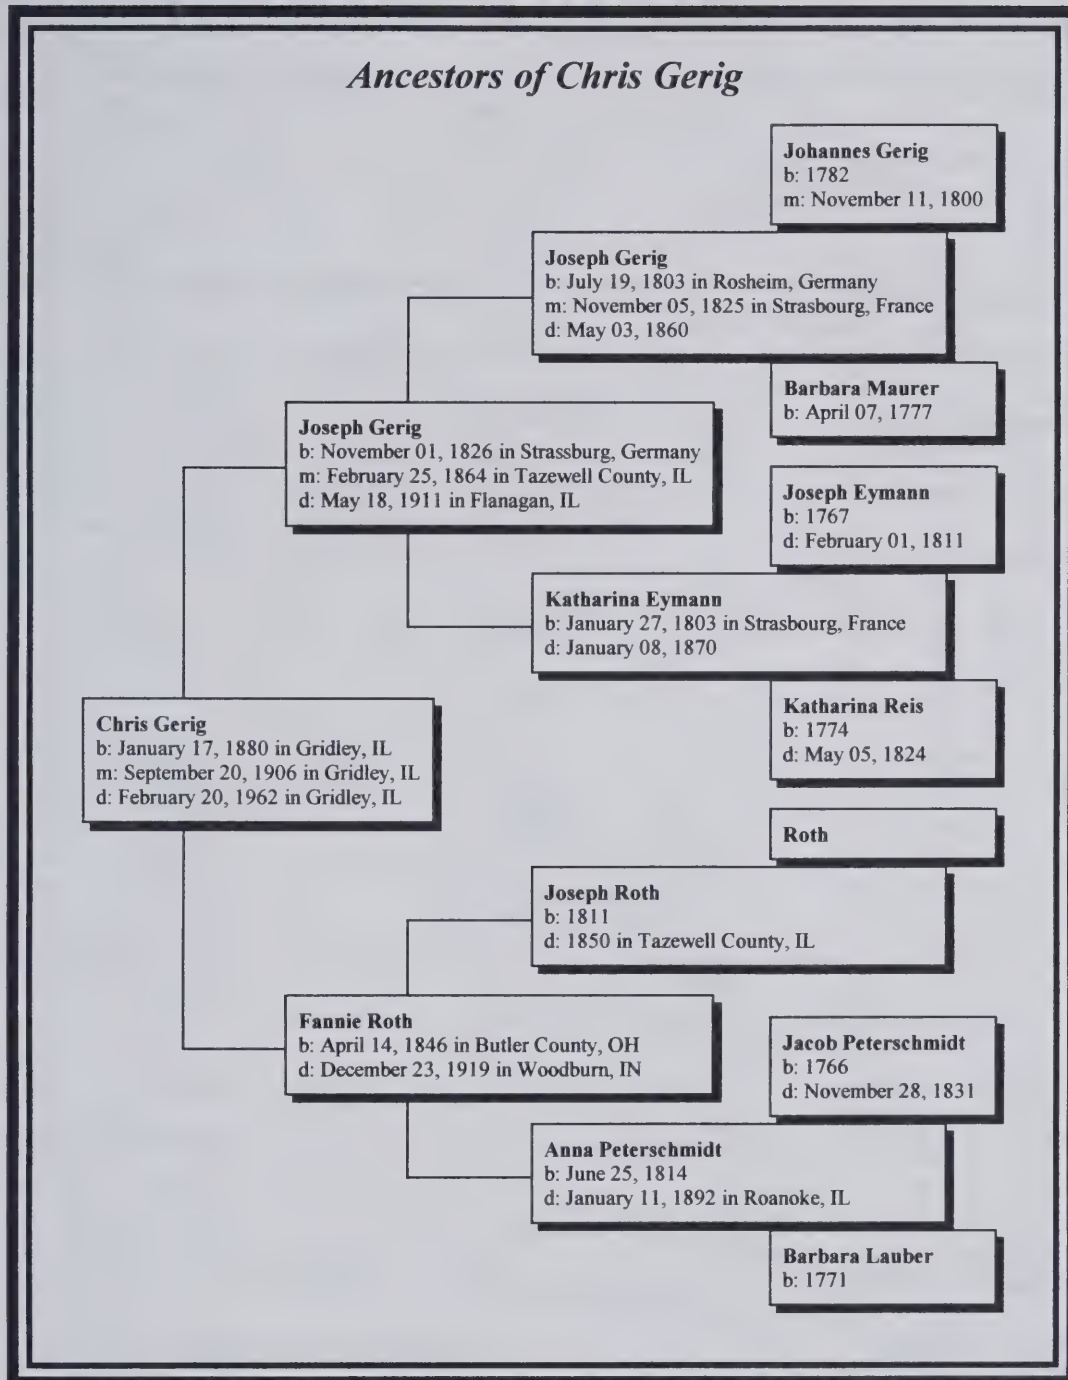 Ancestors of Chris Gerig
Johannes Gerig
b: 1782
m: November 11, 1800
Joseph Gerig
b: July 19, 1803 in Rosheim, Germany
m: November 05, 1825 in Strasbourg, France
d: May 03, 1860
Barbara Maurer
b: April 07, 1777
Joseph Gerig
b: November 01, 1826 in Strassburg, Germany
m: February 25, 1864 in Tazewell County, IL
d: May 18, 1911 in Flanagan, IL
Joseph Eymann
b: 1767
d: February 01, 1811
Katharina Eymann
b: January 27, 1803 in Strasbourg, France
d: January 08, 1870
Katharina Reis
b: 1774
d: May 05, 1824
Chris Gerig
b: January 17, 1880 in Gridley, IL
m: September 20, 1906 in Gridley, IL
d: February 20, 1962 in Gridley, IL
Roth
Joseph Roth
b: 1811
d: 1850 in Tazewell County, IL
Fannie Roth
b: April 14, 1846 in Butler County, OH
d: December 23, 1919 in Woodburn, IN
Jacob Peterschmidt
b: 1766
d: November 28, 1831
Anna Peterschmidt
b: June 25, 1814
d: January 11, 1892 in Roanoke, IL
Barbara Lauber
b: 1771